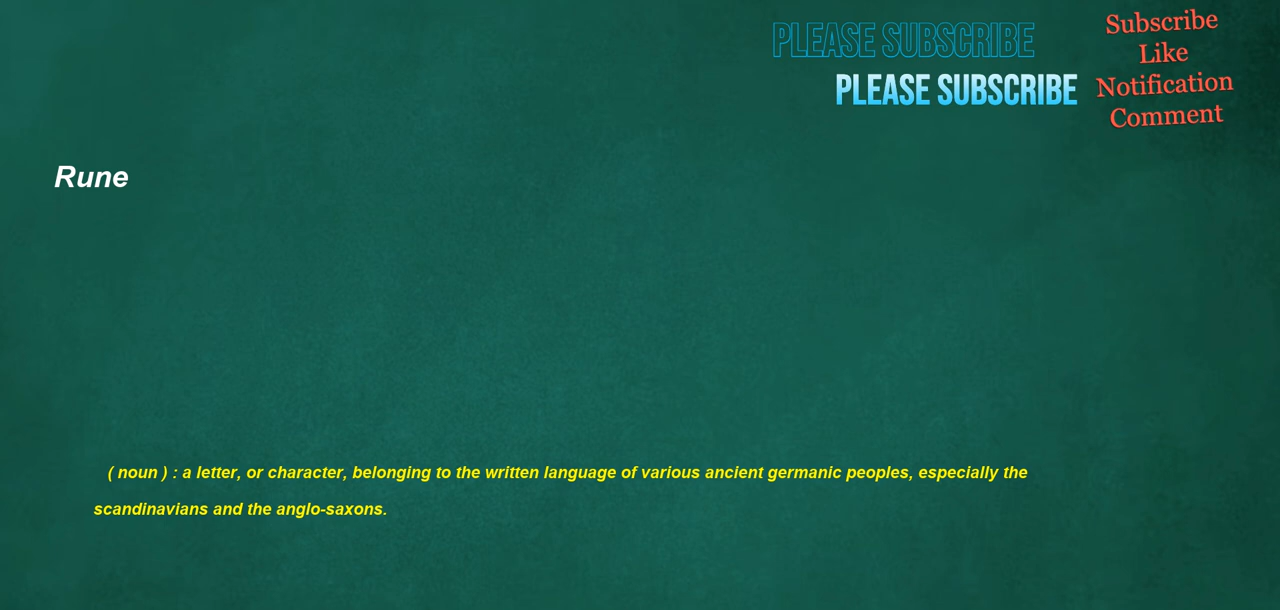 PLEASE SUBSCRIBE
PLEASE SUBSCRIBE
Subscribe
Like
Notification
Comment
Rune
( noun ) : a letter, or character, belonging to the written language of various ancient germanic peoples, especially the
scandinavians and the anglo-saxons.